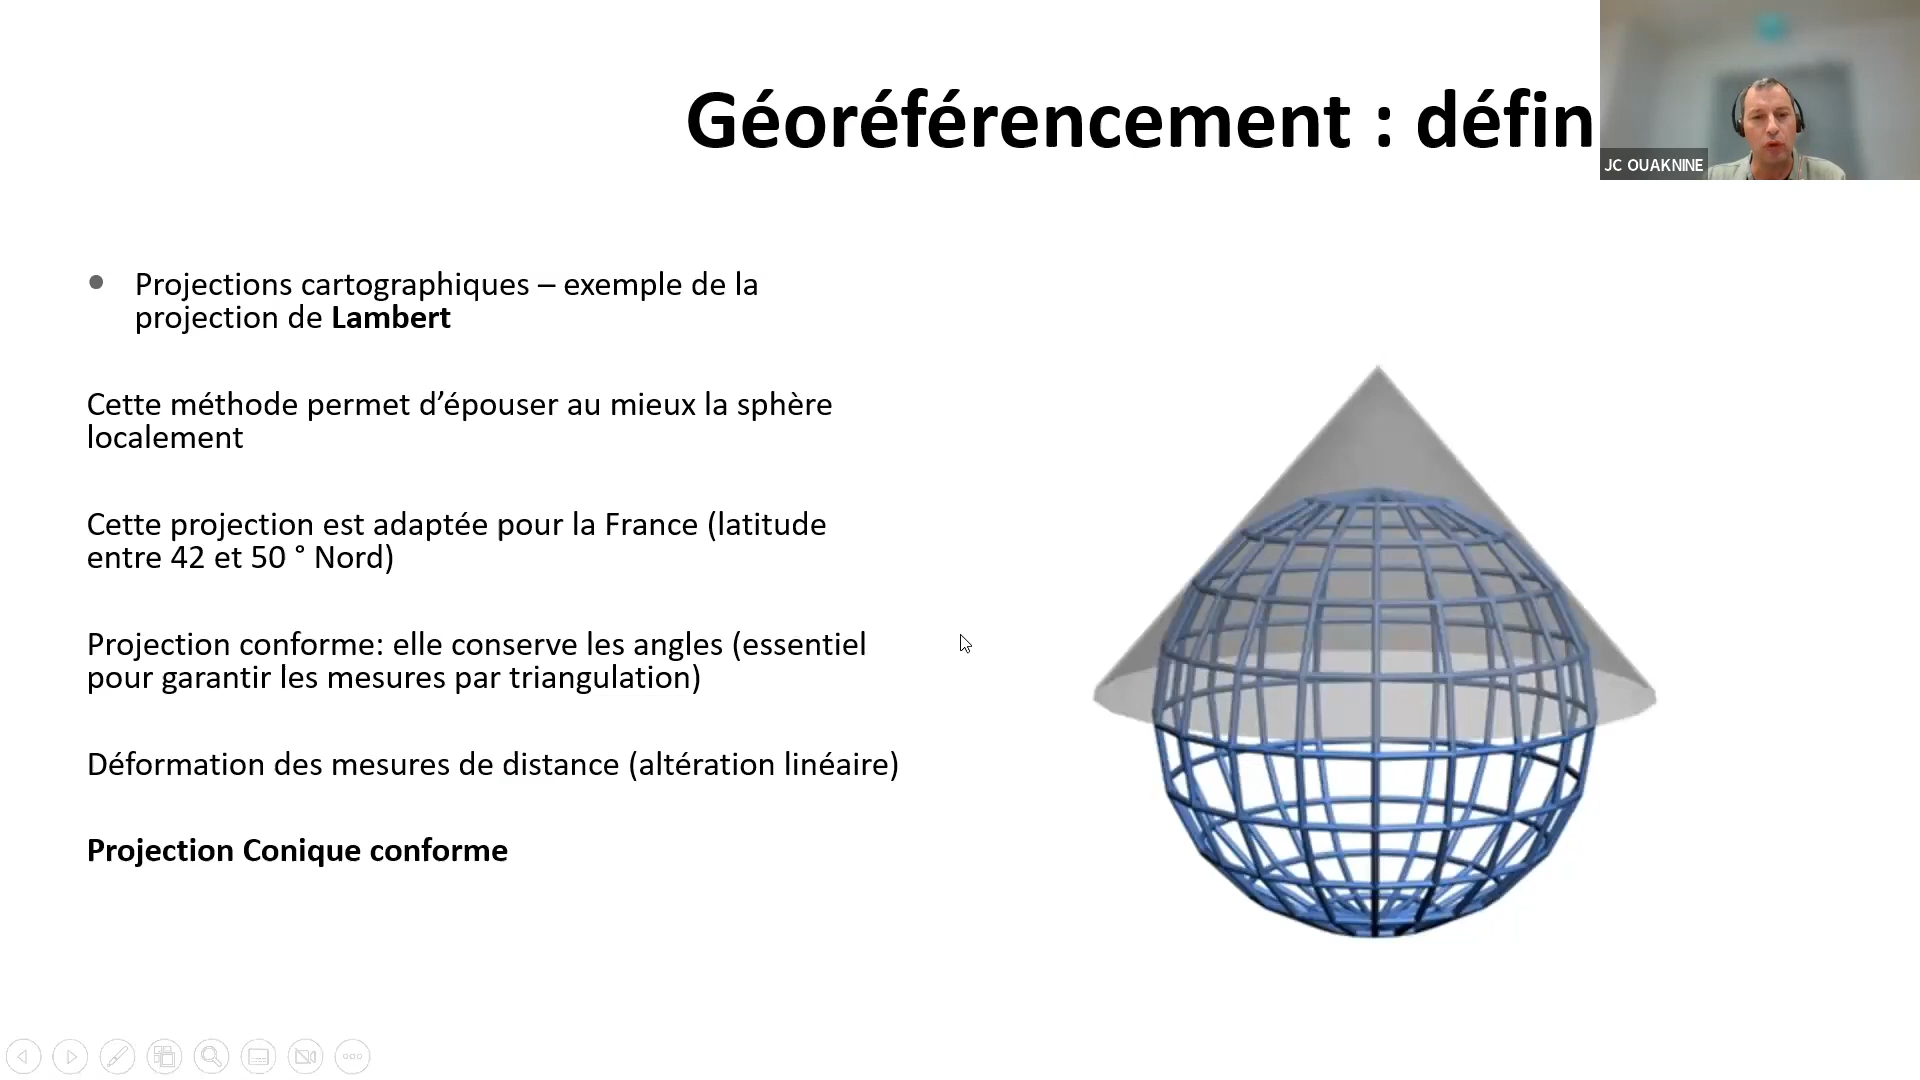 Géoréférencement : défin
JC OUAKNINE
Projections cartographiques – exemple de la
projection de Lambert
Cette méthode permet d’épouser au mieux la sphère
localement
Cette projection est adaptée pour la France (latitude
entre 42 et 50 ° Nord)
Projection conforme: elle conserve les angles (essentiel
pour garantir les mesures par triangulation)
Déformation des mesures de distance (altération linéaire)
Projection Conique conforme